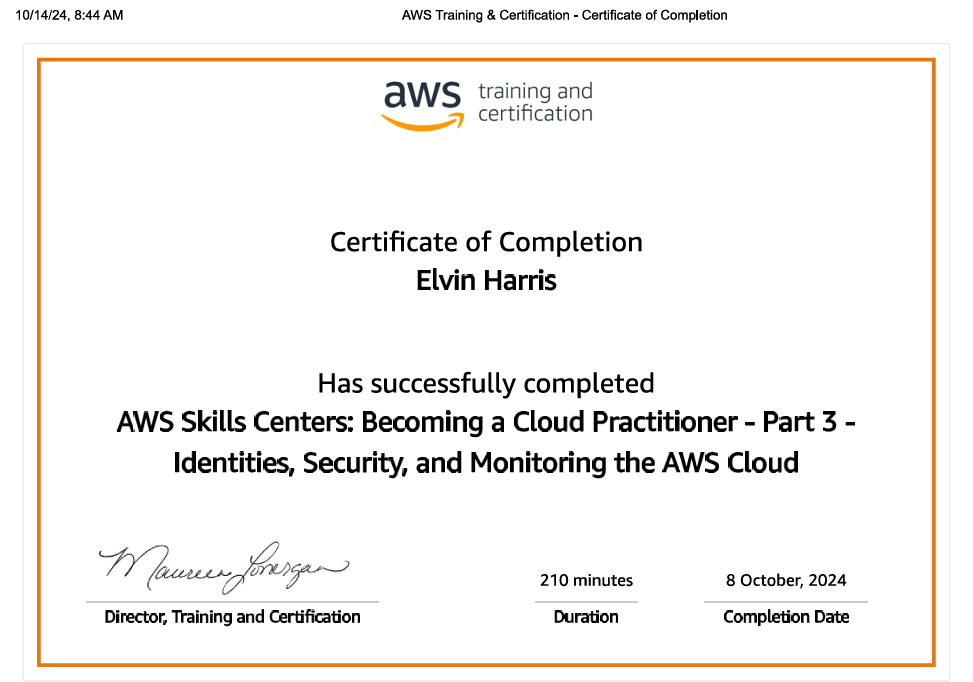 10/14/24, 8:44 AM AWS Training & Certification - Certificate of Completion
aws training and certification
Certificate of Completion
Elvin Harris
Has successfully completed
AWS Skills Centers: Becoming a Cloud Practitioner - Part 3 -
Identities, Security, and Monitoring the AWS Cloud
Maureen Lonergan
210 minutes 8 October, 2024
Director, Training and Certification Duration Completion Date